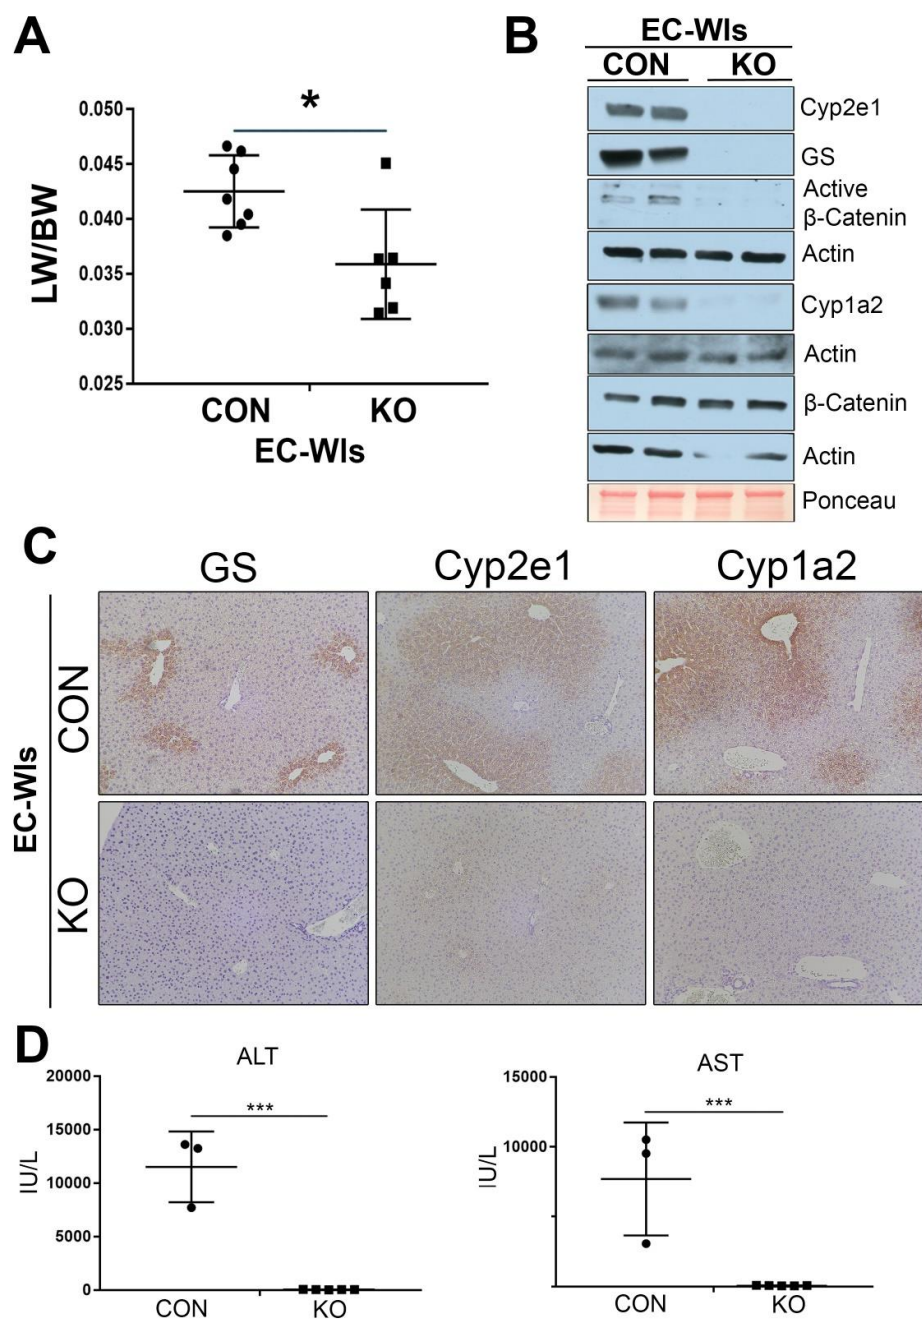 A
*
0.050
0.045
0.040
0.035
0.030
0.025
LW/BW
CON KO
EC-Wls
B
EC-Wls
CON KO
Cyp2e1
GS
Active
β-Catenin
Actin
Cyp1a2
Actin
β-Catenin
Actin
Ponceau
C
GS Cyp2e1 Cyp1a2
EC-Wls
CON
KO
D
ALT
20000
15000
10000
5000
0
IU/L
***
CON KO
AST
15000
10000
IU/L
***
CON KO